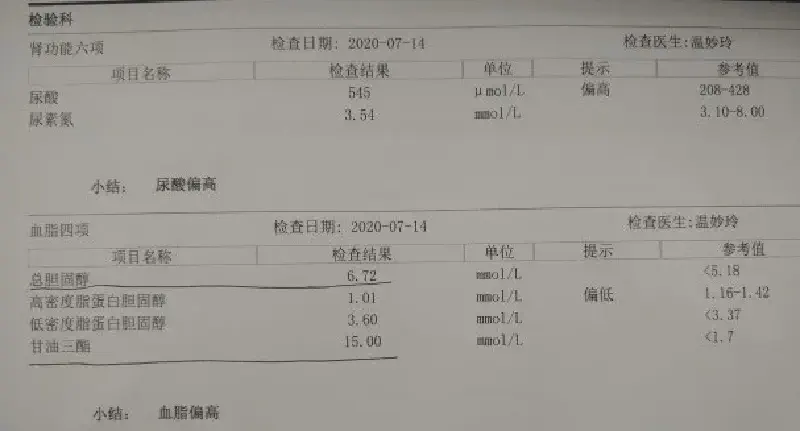 检验科
肾功能六项 检查日期: 2020-07-14 检查医生:温妙玲
项目名称 检查结果 单位 提示 参考值
尿酸 545 μmol/L 偏高 208-428
尿素氮 3.54 mmol/L 3.10-8.00
小结: 尿酸偏高
血脂四项 检查日期: 2020-07-14 检查医生:温妙玲
项目名称 检查结果 单位 提示 参考值
总胆固醇 6.72 mmol/L <5.18
高密度脂蛋白胆固醇 1.01 mmol/L 偏低 1.16-1.42
低密度脂蛋白胆固醇 3.60 mmol/L <3.37
甘油三酯 15.00 mmol/L <1.7
小结: 血脂偏高